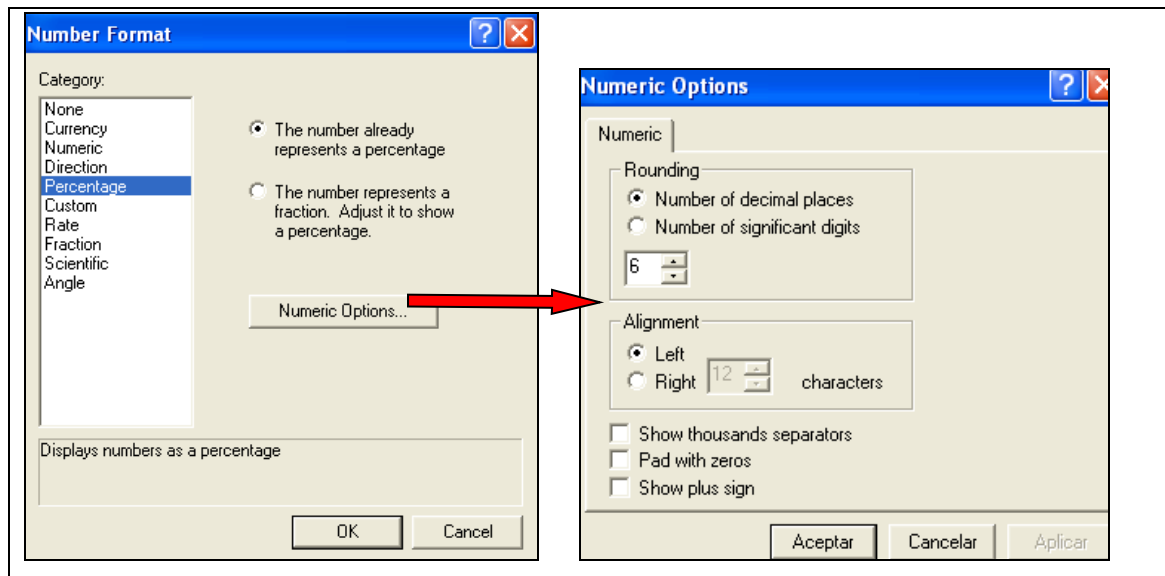 Number Format
Category:
None
Currency
Numeric
Direction
Percentage
Custom
Rate
Fraction
Scientific
Angle
The number already
represents a percentage
The number represents a
fraction. Adjust it to show
a percentage.
Numeric Options...
Displays numbers as a percentage
OK Cancel
Numeric Options
Numeric
Rounding
Number of decimal places
Number of significant digits
6
Alignment
Left
Right 12 characters
Show thousands separators
Pad with zeros
Show plus sign
Aceptar Cancelar Aplicar